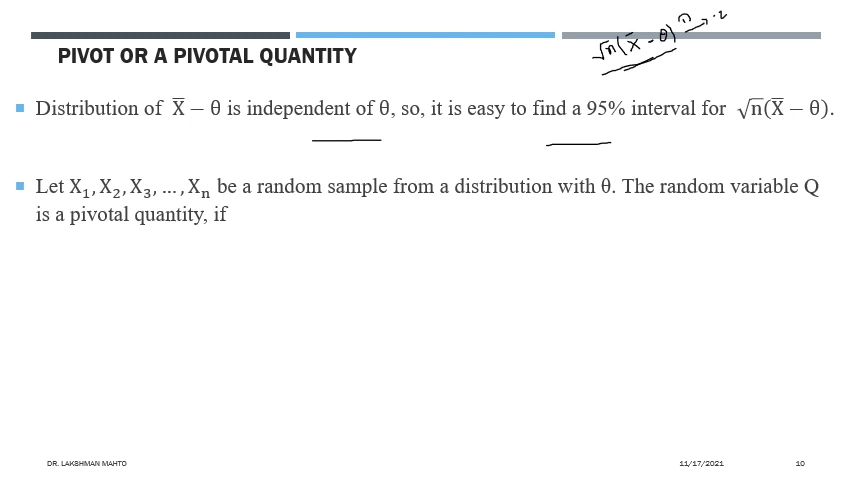 √n(X̅ − θ)
PIVOT OR A PIVOTAL QUANTITY
Distribution of X̅ − θ is independent of θ, so, it is easy to find a 95% interval for √n(X̅ − θ).
Let X₁, X₂, X₃, … , Xₙ be a random sample from a distribution with θ. The random variable Q
is a pivotal quantity, if
DR. LAKSHMAN MAHTO
11/17/2021
10